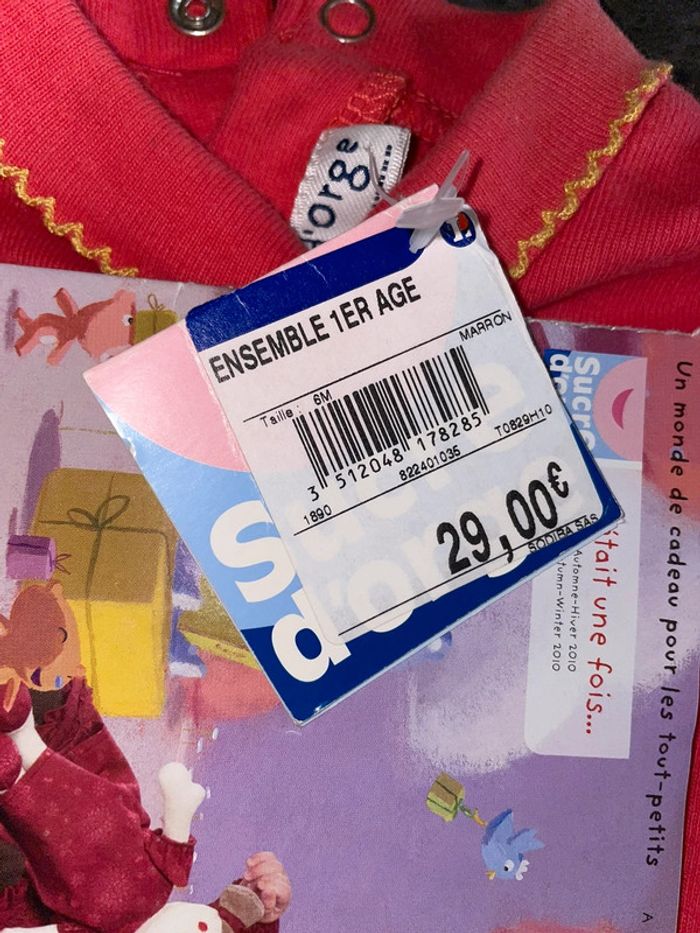 d'orge
L
ENSEMBLE 1ER AGE
MARRON
Taille : 6M
3 512048 178285
1890
822401035
T0829H10
29,00€
SODIRA SAS
Sucre
d'orge
Sucre
Automne-Hiver 2010
Autumn-Winter 2010
était une fois...
Un monde de cadeau pour les tout-petits
A